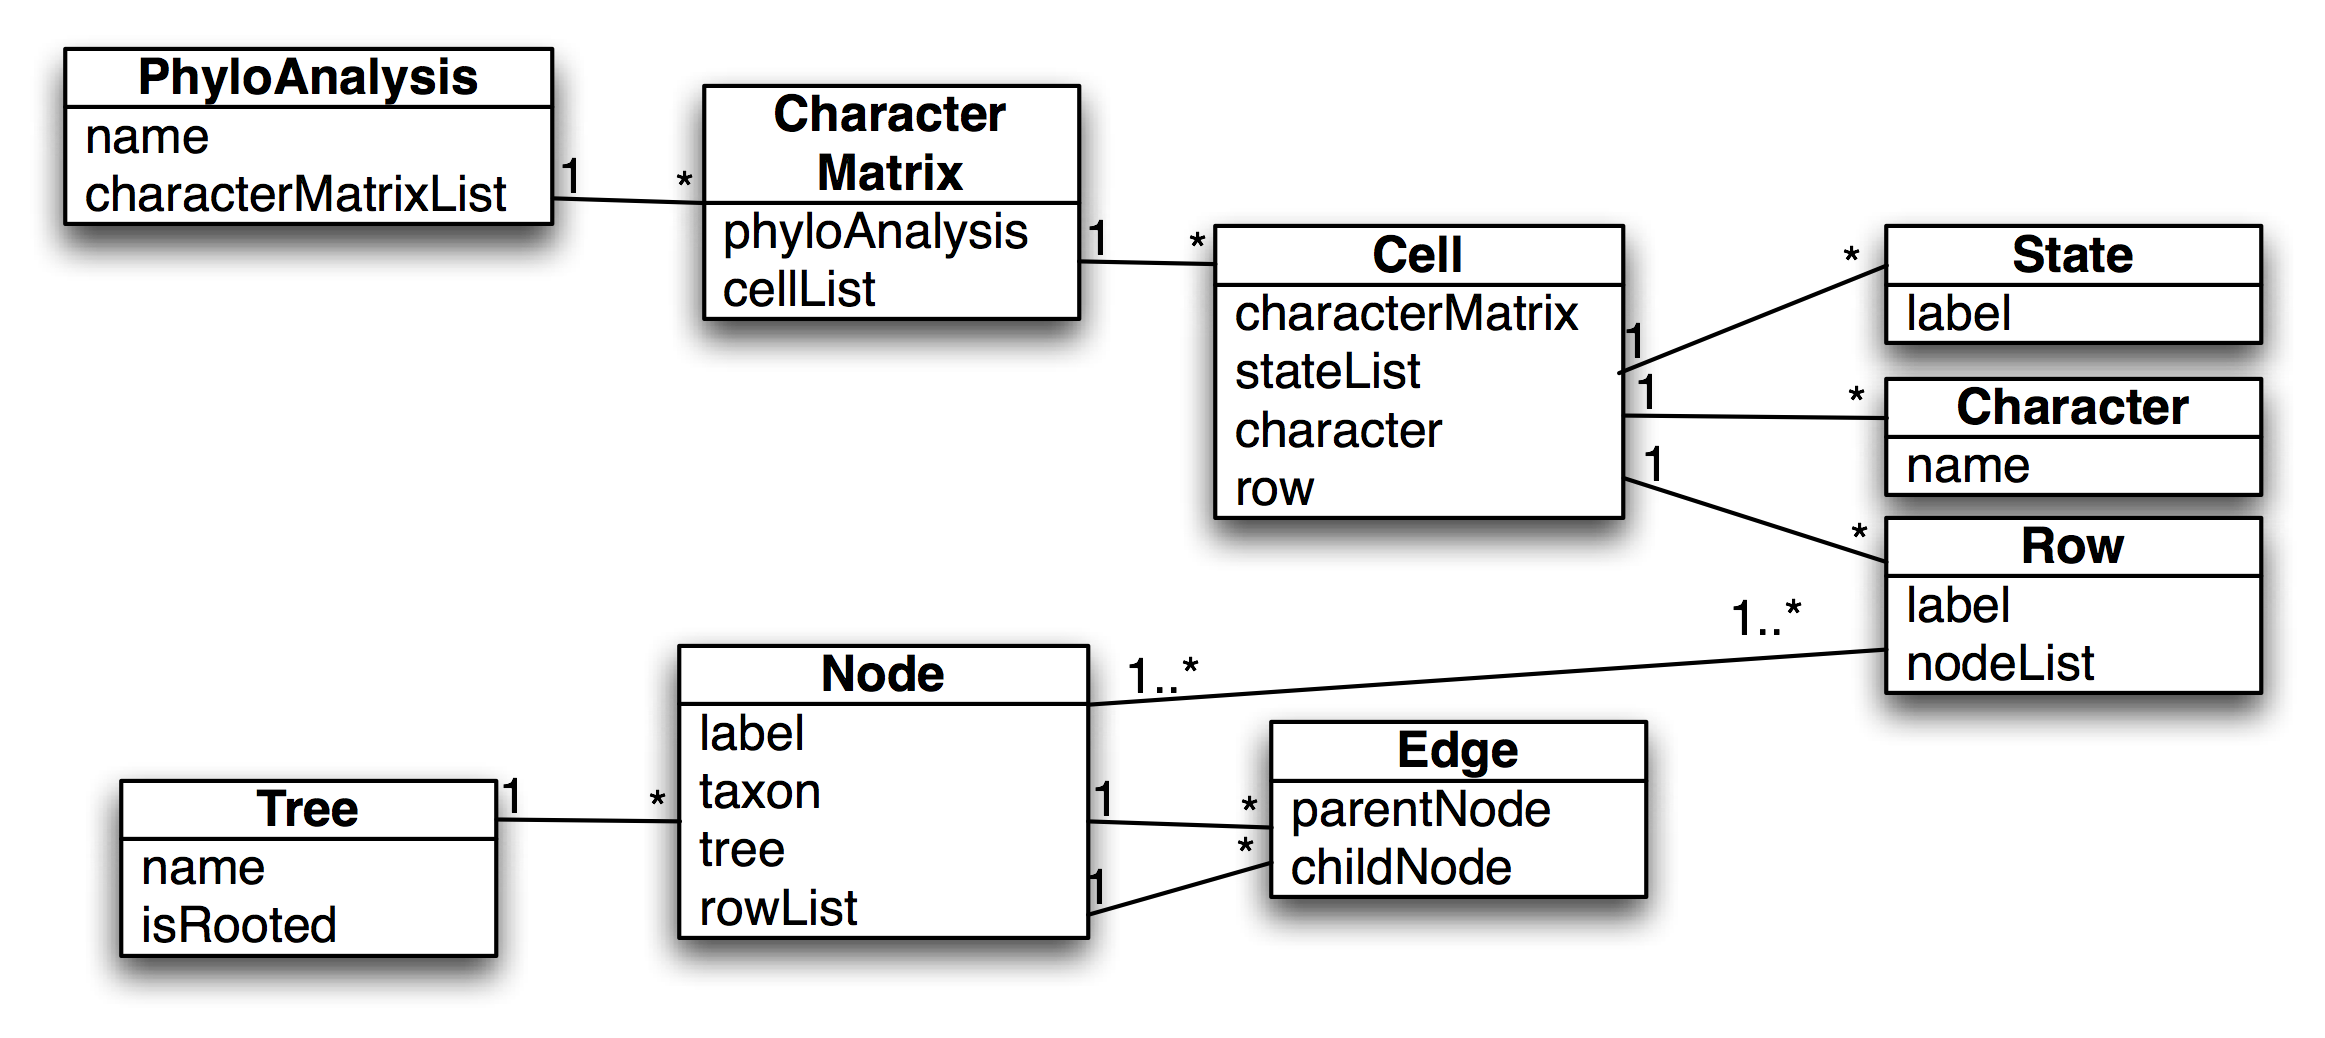 PhyloAnalysis
name
characterMatrixList
1
*
Character
Matrix
phyloAnalysis
cellList
1
*
Cell
characterMatrix
stateList
character
row
1
*
State
label
1
*
Character
name
1
*
Row
label
nodeList
1..*
1..*
Node
label
taxon
tree
rowList
1
*
Tree
name
isRooted
1
*
1
*
Edge
parentNode
childNode